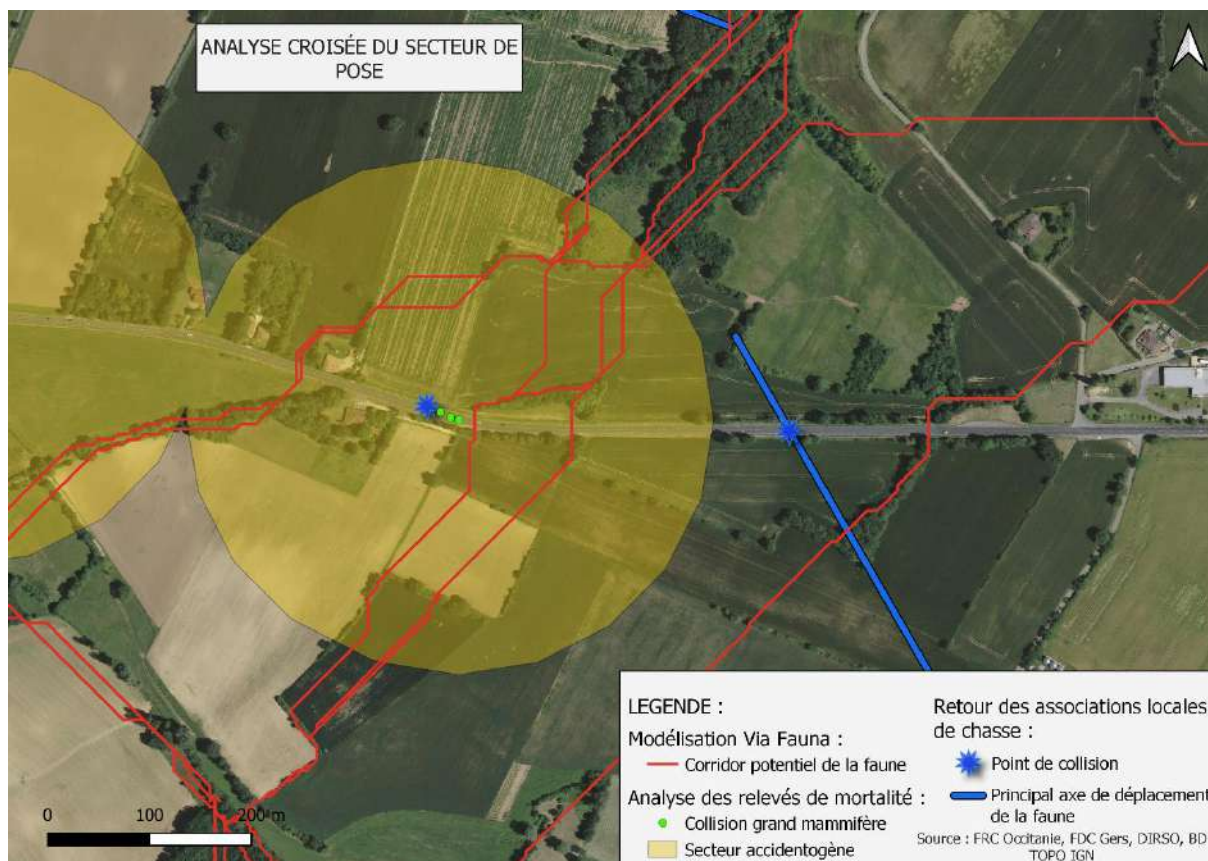 ANALYSE CROISÉE DU SECTEUR DE
POSE
0 100 200 m
LEGENDE :
Modélisation Via Fauna :
Corridor potentiel de la faune
Analyse des relevés de mortalité :
Collision grand mammifère
Secteur accidentogène
Retour des associations locales
de chasse :
Point de collision
Principal axe de déplacement
de la faune
Source : FRC Occitanie, FDC Gers, DIRSO, BD
TOPO IGN